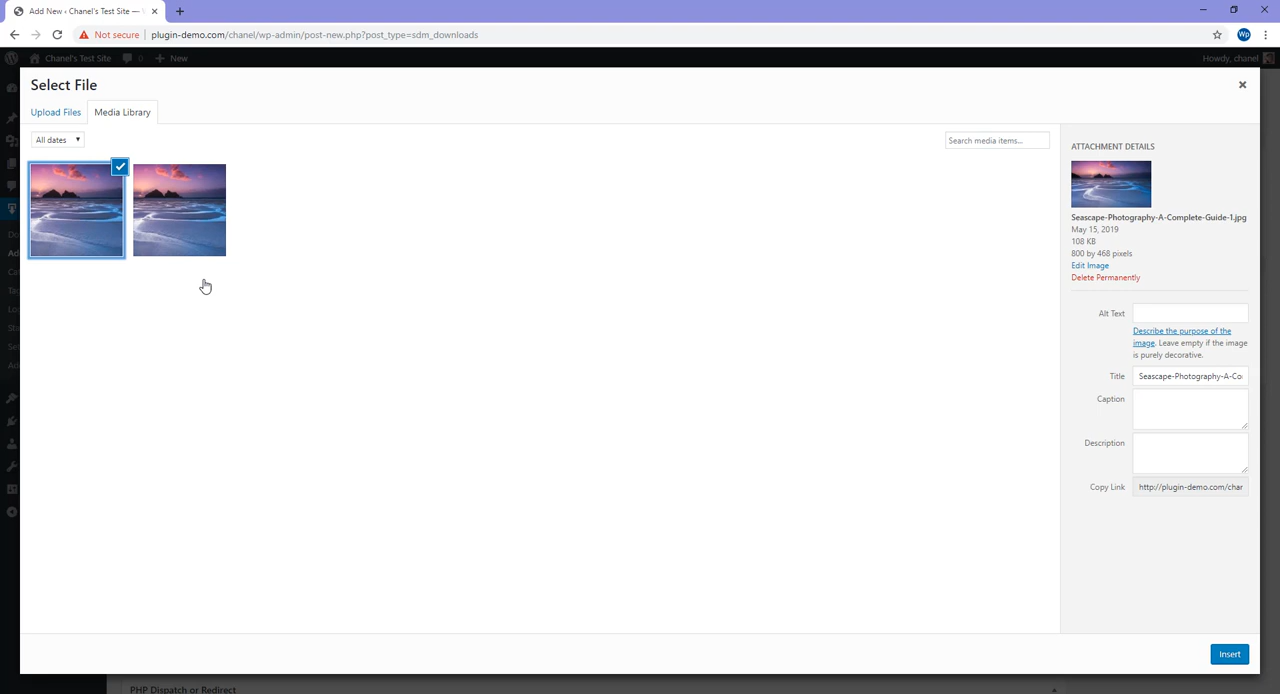 Add New ‹ Chanel's Test Site —
Not secure
plugin-demo.com/chanel/wp-admin/post-new.php?post_type=sdm_downloads
Wp
Chanel's Test Site
0
New
Howdy, chanel
Select File
Upload Files
Media Library
All dates
Search media items...
ATTACHMENT DETAILS
Seascape-Photography-A-Complete-Guide-1.jpg
May 15, 2019
108 KB
800 by 468 pixels
Edit Image
Delete Permanently
Alt Text
Describe the purpose of the
image. Leave empty if the image
is purely decorative.
Title
Seascape-Photography-A-Co
Caption
Description
Copy Link
http://plugin-demo.com/char
Insert
PHP Dispatch or Redirect